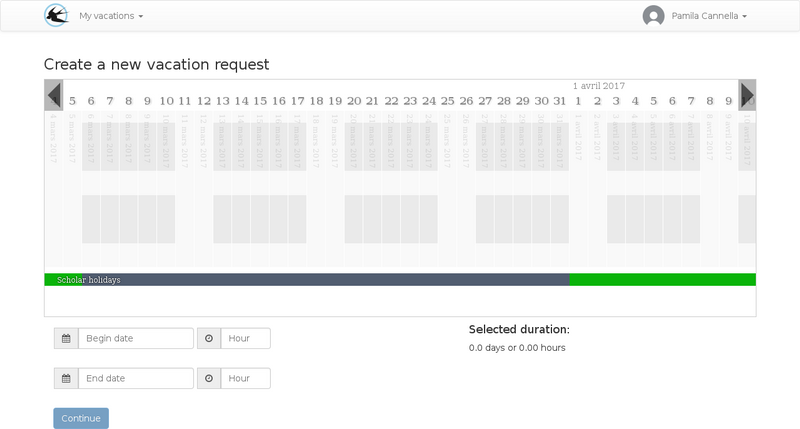 My vacations
Pamila Cannella
Create a new vacation request
1 avril 2017
5 6 7 8 9 10 11 12 13 14 15 16 17 18 19 20 21 22 23 24 25 26 27 28 29 30 31 1 2 3 4 5 6 7 8 9 10
4 mars 2017
5 mars 2017
6 mars 2017
7 mars 2017
8 mars 2017
9 mars 2017
10 mars 2017
11 mars 2017
12 mars 2017
13 mars 2017
14 mars 2017
15 mars 2017
16 mars 2017
17 mars 2017
18 mars 2017
19 mars 2017
20 mars 2017
21 mars 2017
22 mars 2017
23 mars 2017
24 mars 2017
25 mars 2017
26 mars 2017
27 mars 2017
28 mars 2017
29 mars 2017
30 mars 2017
31 mars 2017
1 avril 2017
2 avril 2017
3 avril 2017
4 avril 2017
5 avril 2017
6 avril 2017
7 avril 2017
8 avril 2017
9 avril 2017
10 avril 2017
Scholar holidays
Begin date
Hour
Selected duration:
0.0 days or 0.00 hours
End date
Hour
Continue